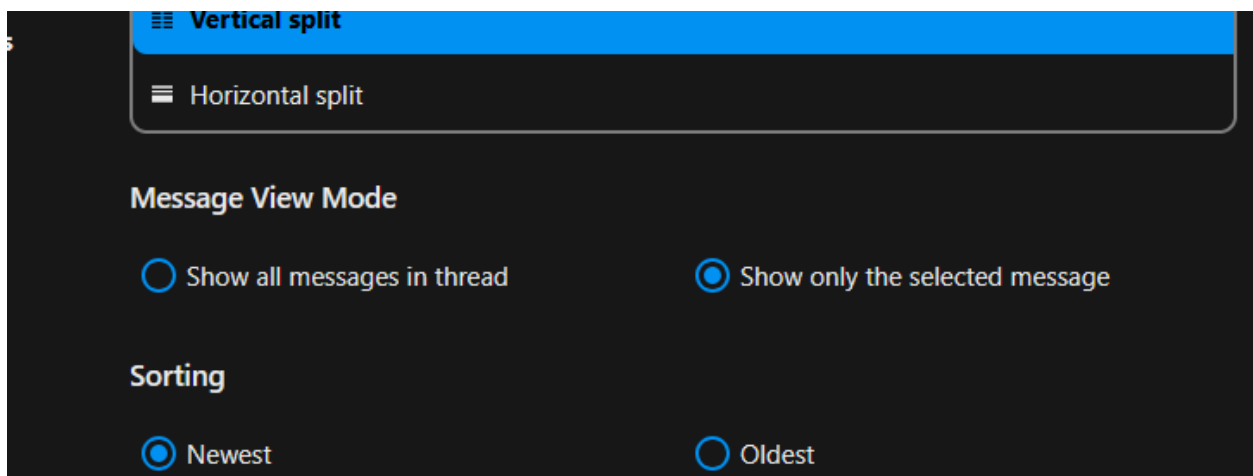 Vertical split
Horizontal split
Message View Mode
Show all messages in thread
Show only the selected message
Sorting
Newest
Oldest